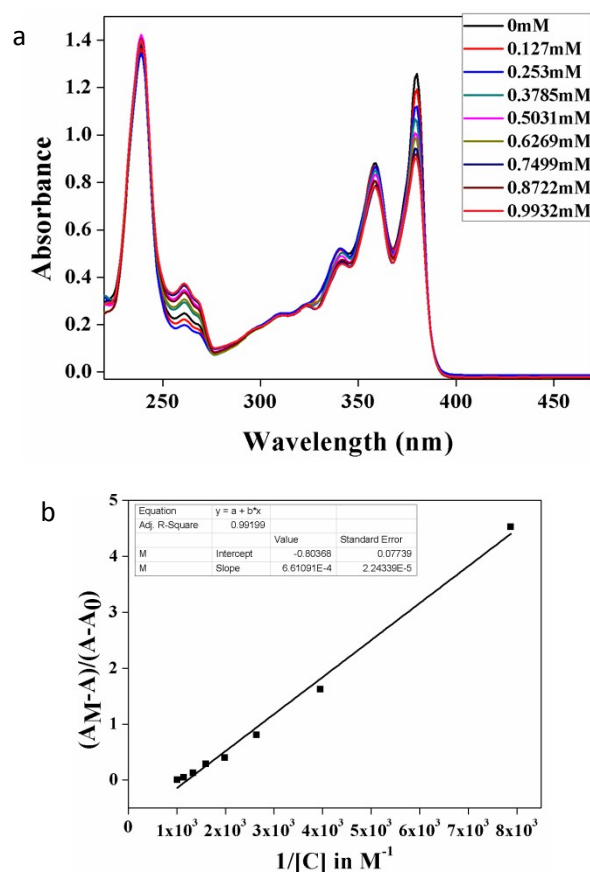 a
1.4
1.2
1.0
0.8
0.6
0.4
0.2
0.0
Absorbance
250 300 350 400 450
Wavelength (nm)
0mM
0.127mM
0.253mM
0.3785mM
0.5031mM
0.6269mM
0.7499mM
0.8722mM
0.9932mM
b
5
4
3
2
1
0
(A_M-A)/(A-A_0)
Equation y = a + b*x
Adj. R-Square 0.99199
Value Standard Error
M Intercept -0.80368 0.07739
M Slope 6.61091E-4 2.24339E-5
0 1x10³ 2x10³ 3x10³ 4x10³ 5x10³ 6x10³ 7x10³ 8x10³
1/[C] in M⁻¹